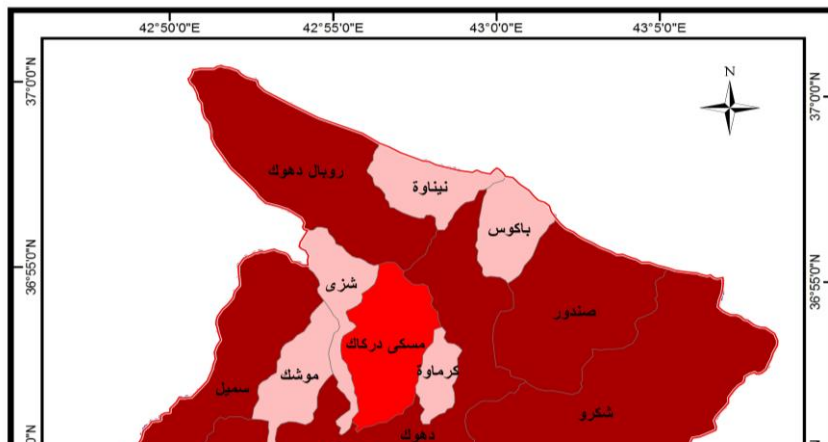 42°50'0"E 42°55'0"E 43°0'0"E 43°5'0"E
37°0'0"N
37°0'0"N
N
روبال دهوك
نيناوة
باكوس
36°55'0"N
36°55'0"N
شزى
صندور
مسكى دركاك
كرماوة
موشك
سميل
شكرو
دهوك